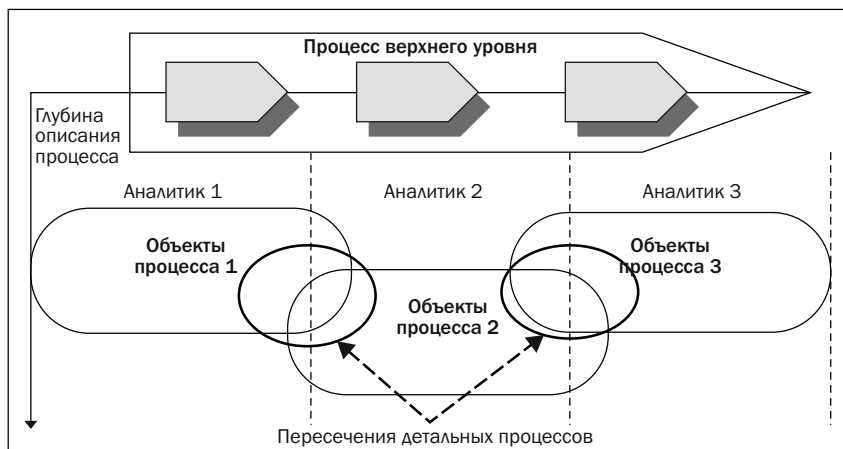 Процесс верхнего уровня
Глубина
описания
процесса
Аналитик 1
Аналитик 2
Аналитик 3
Объекты
процесса 1
Объекты
процесса 2
Объекты
процесса 3
Пересечения детальных процессов